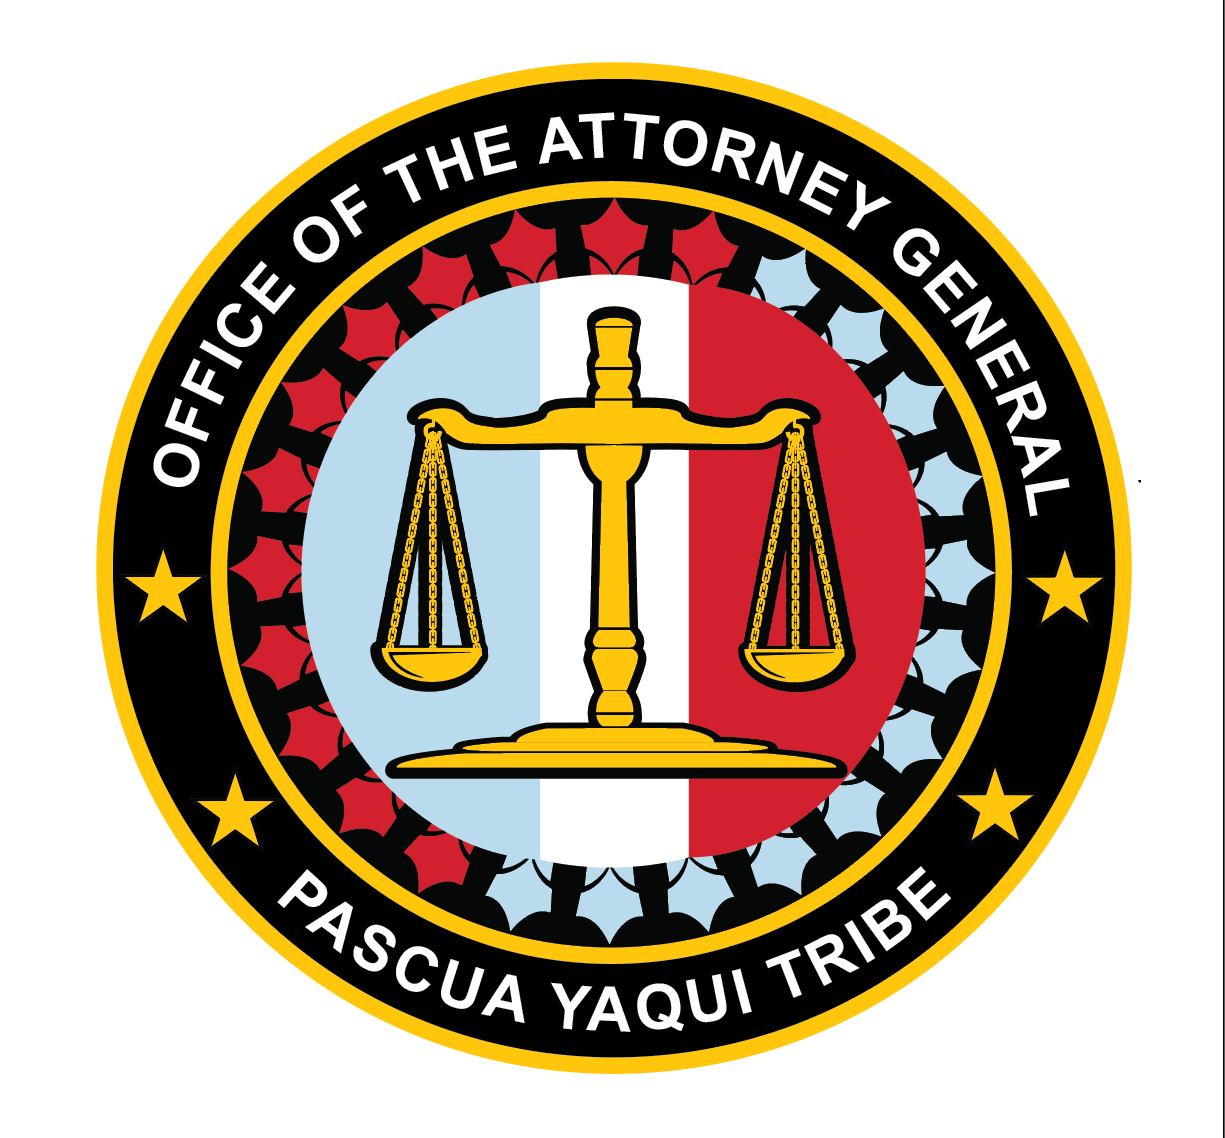 OFFICE OF THE ATTORNEY GENERAL
PASCUA YAQUI TRIBE